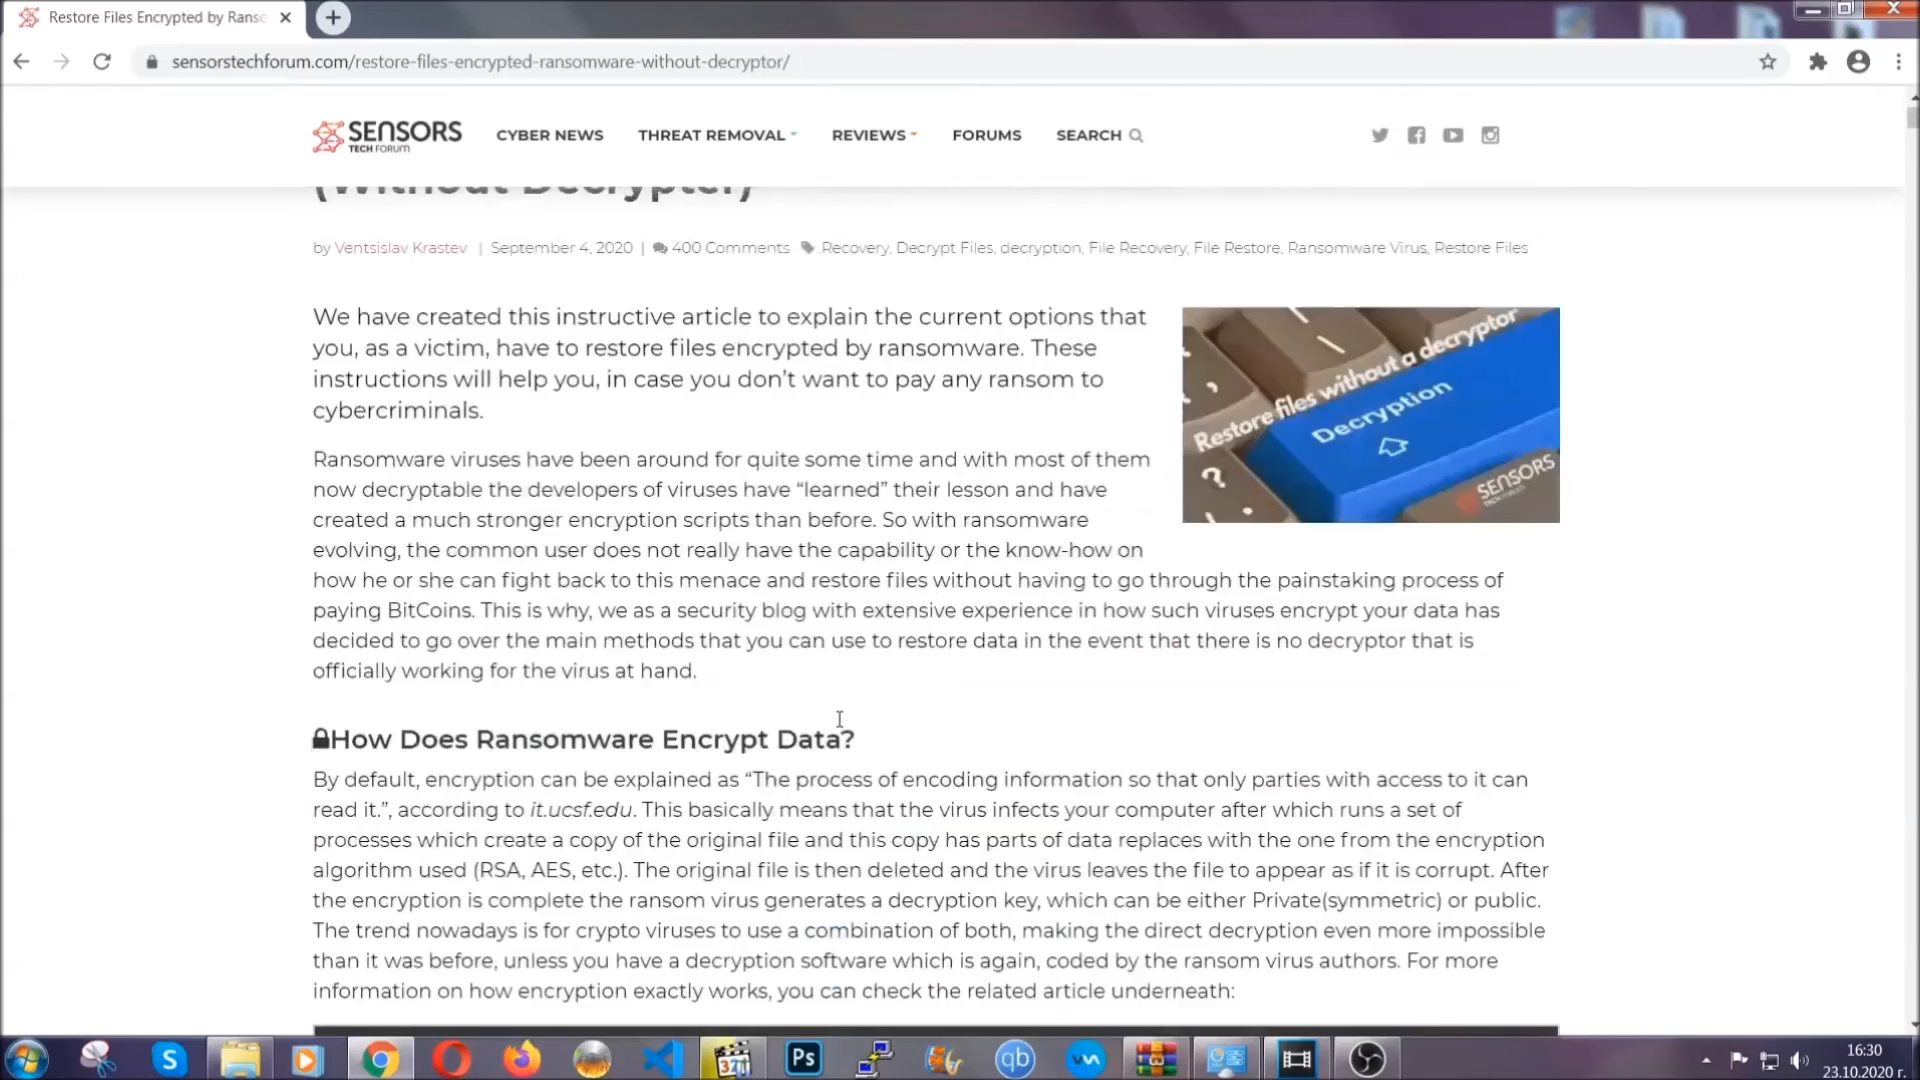 Restore Files Encrypted by Ranso
sensorstechforum.com/restore-files-encrypted-ransomware-without-decryptor/
SENSORS
TECH FORUM
CYBER NEWS
THREAT REMOVAL
REVIEWS
FORUMS
SEARCH
(Without Decrypter)
by Ventsislav Krastev | September 4, 2020 | 400 Comments Recovery, Decrypt Files, decryption, File Recovery, File Restore, Ransomware Virus, Restore Files
We have created this instructive article to explain the current options that
you, as a victim, have to restore files encrypted by ransomware. These
instructions will help you, in case you don't want to pay any ransom to
cybercriminals.
Restore files without a decryptor
Decryption
SENSORS
Ransomware viruses have been around for quite some time and with most of them
now decryptable the developers of viruses have “learned” their lesson and have
created a much stronger encryption scripts than before. So with ransomware
evolving, the common user does not really have the capability or the know-how on
how he or she can fight back to this menace and restore files without having to go through the painstaking process of
paying BitCoins. This is why, we as a security blog with extensive experience in how such viruses encrypt your data has
decided to go over the main methods that you can use to restore data in the event that there is no decryptor that is
officially working for the virus at hand.
How Does Ransomware Encrypt Data?
By default, encryption can be explained as “The process of encoding information so that only parties with access to it can
read it.”, according to it.ucsf.edu. This basically means that the virus infects your computer after which runs a set of
processes which create a copy of the original file and this copy has parts of data replaces with the one from the encryption
algorithm used (RSA, AES, etc.). The original file is then deleted and the virus leaves the file to appear as if it is corrupt. After
the encryption is complete the ransom virus generates a decryption key, which can be either Private(symmetric) or public.
The trend nowadays is for crypto viruses to use a combination of both, making the direct decryption even more impossible
than it was before, unless you have a decryption software which is again, coded by the ransom virus authors. For more
information on how encryption exactly works, you can check the related article underneath:
S
321
Ps
qb
16:30
23.10.2020 г.